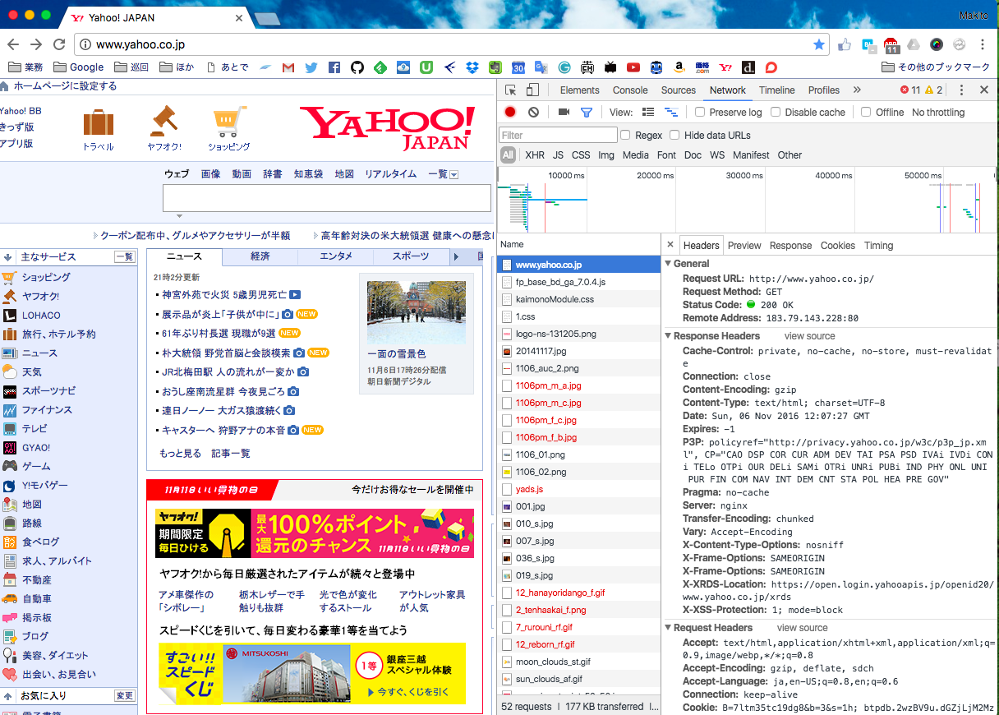 Yahoo! JAPAN
Makito
www.yahoo.co.jp
業務
Google
巡回
ほか
あとで
その他のブックマーク
ホームページに設定する
Yahoo! BB
きっず版
アプリ版
トラベル
ヤフオク!
ショッピング
YAHOO!
JAPAN
ウェブ 画像 動画 辞書 知恵袋 地図 リアルタイム 一覧
クーポン配布中、グルメやアクセサリーが半額
高年齢対決の米大統領選 健康への懸念
主なサービス 一覧
ショッピング
ヤフオク!
LOHACO
旅行、ホテル予約
ニュース
天気
スポーツナビ
ファイナンス
テレビ
GYAO!
ゲーム
Y!モバゲー
地図
路線
食べログ
求人、アルバイト
不動産
自動車
掲示板
ブログ
美容、ダイエット
出会い、お見合い
お気に入り 変更
ニュース 経済 エンタメ スポーツ
21時2分更新
神宮外苑で火災 5歳男児死亡
展示品が炎上「子供が中に」 NEW
61年ぶり村長選 現職が9選 NEW
朴大統領 野党首脳と会談模索 NEW
JR北梅田駅 人の流れが一変か
おうし座南流星群 今夜見ごろ
連日ノーノー 大ガス猿渡続く
キャスターへ 狩野アナの本音 NEW
もっと見る 記事一覧
一面の雪景色
11月6日17時26分配信
朝日新聞デジタル
11月11日 いい買物の日
今だけお得なセールを開催中
ヤフオク!
期間限定
毎日ひける
最大100%ポイント
還元のチャンス
11月11日 いい買物の日
ヤフオク!から毎日厳選されたアイテムが続々と登場中
アメ車傑作の「シボレー」
栃木レザーで手触りも抜群
光で色が変化するストール
アウトレット家具が人気
スピードくじを引いて、毎日変わる豪華1等を当てよう
すごい!!
スピード
くじ
MITSUKOSHI
1等
銀座三越
スペシャル体験
今すぐ、くじを引く
Elements Console Sources Network Timeline Profiles
11 2
View:
Preserve log
Disable cache
Offline
No throttling
Filter
Regex
Hide data URLs
All XHR JS CSS Img Media Font Doc WS Manifest Other
10000 ms 20000 ms 30000 ms 40000 ms 50000 ms
Name
www.yahoo.co.jp
fp_base_bd_ga_7.0.4.js
kaimonoModule.css
1.css
logo-ns-131205.png
20141117.jpg
1106_auc_2.png
1106pm_m_a.jpg
1106pm_m_c.jpg
1106pm_f_c.jpg
1106pm_f_b.jpg
1106_01.png
1106_02.png
yads.js
001.jpg
010_s.jpg
007_s.jpg
036_s.jpg
019_s.jpg
12_hanayoridango_f.gif
2_tenhaakai_f.png
7_rurouni_rf.gif
12_reborn_rf.gif
moon_clouds_st.gif
sun_clouds_af.gif
52 requests | 177 KB transferred | I...
Headers Preview Response Cookies Timing
General
Request URL: http://www.yahoo.co.jp/
Request Method: GET
Status Code: 200 OK
Remote Address: 183.79.143.228:80
Response Headers view source
Cache-Control: private, no-cache, no-store, must-revalidat
e
Connection: close
Content-Encoding: gzip
Content-Type: text/html; charset=UTF-8
Date: Sun, 06 Nov 2016 12:07:27 GMT
Expires: -1
P3P: policyref="http://privacy.yahoo.co.jp/w3c/p3p_jp.xm
l", CP="CAO DSP COR CUR ADM DEV TAI PSA PSD IVAi IVDi CON
i TELo OTPi OUR DELi SAMi OTRi UNRi PUBi IND PHY ONL UNI
PUR FIN COM NAV INT DEM CNT STA POL HEA PRE GOV"
Pragma: no-cache
Server: nginx
Transfer-Encoding: chunked
Vary: Accept-Encoding
X-Content-Type-Options: nosniff
X-Frame-Options: SAMEORIGIN
X-Frame-Options: SAMEORIGIN
X-XRDS-Location: https://open.login.yahooapis.jp/openid20/
www.yahoo.co.jp/xrds
X-XSS-Protection: 1; mode=block
Request Headers view source
Accept: text/html,application/xhtml+xml,application/xml;q=
0.9,image/webp,*/*;q=0.8
Accept-Encoding: gzip, deflate, sdch
Accept-Language: ja,en-US;q=0.8,en;q=0.6
Connection: keep-alive
Cookie: B=7ltm35tc19dg8&b=3&s=1h; btpdb.2wzBV9u.dGZjLjM2Mz